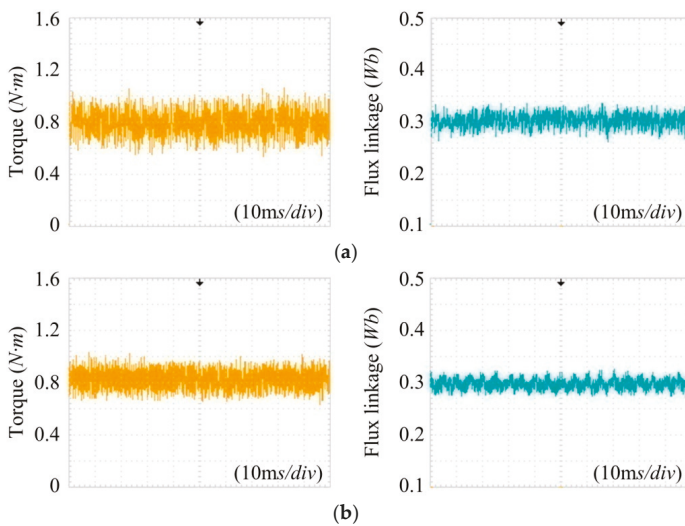 1.6
1.2
0.8
0.4
0
Torque (N·m)
(10ms/div)
0.5
0.4
0.3
0.2
0.1
Flux linkage (Wb)
(10ms/div)
(a)
1.6
1.2
0.8
0.4
0
Torque (N·m)
(10ms/div)
0.5
0.4
0.3
0.2
0.1
Flux linkage (Wb)
(10ms/div)
(b)